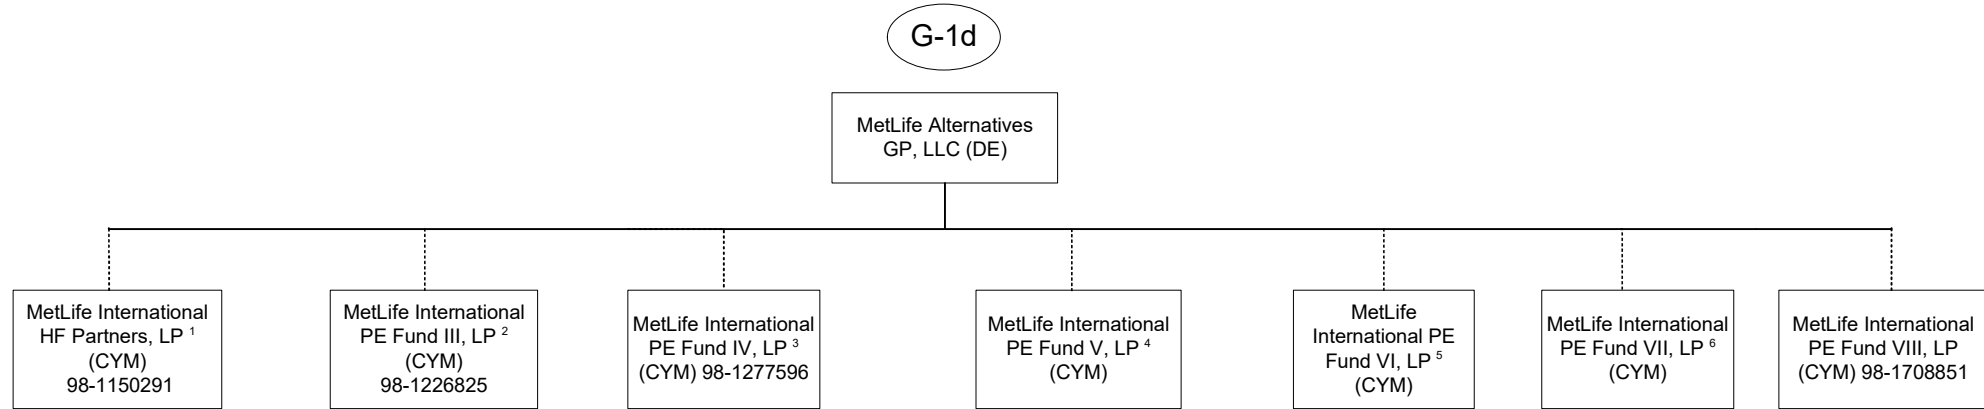 G-1d
MetLife Alternatives
GP, LLC (DE)
MetLife International
HF Partners, LP 1
(CYM)
98-1150291
MetLife International
PE Fund III, LP 2
(CYM)
98-1226825
MetLife International
PE Fund IV, LP 3
(CYM) 98-1277596
MetLife International
PE Fund V, LP 4
(CYM)
MetLife
International PE
Fund VI, LP 5
(CYM)
MetLife International
PE Fund VII, LP 6
(CYM)
MetLife International
PE Fund VIII, LP
(CYM) 98-1708851